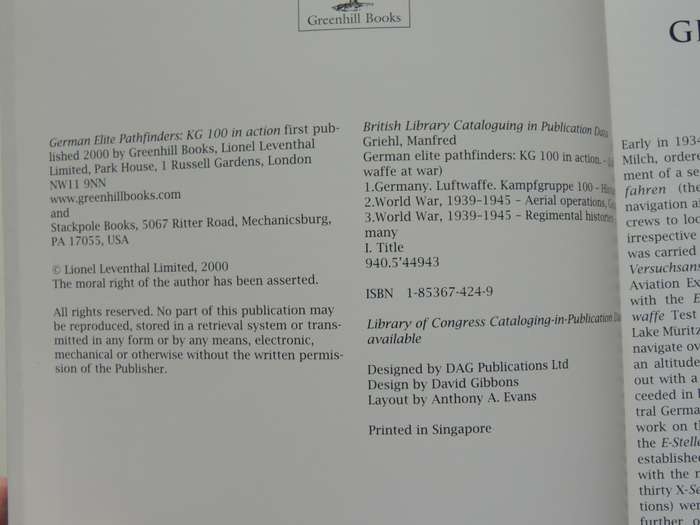 Greenhill Books
German Elite Pathfinders: KG 100 in action first pub-
lished 2000 by Greenhill Books, Lionel Leventhal
Limited, Park House, 1 Russell Gardens, London
NW11 9NN
www.greenhillbooks.com
and
Stackpole Books, 5067 Ritter Road, Mechanicsburg,
PA 17055, USA
© Lionel Leventhal Limited, 2000
The moral right of the author has been asserted.
All rights reserved. No part of this publication may
be reproduced, stored in a retrieval system or trans-
mitted in any form or by any means, electronic,
mechanical or otherwise without the written permis-
sion of the Publisher.
British Library Cataloguing in Publication Data
Griehl, Manfred
German elite pathfinders: KG 100 in action. -
waffe at war)
1.Germany. Luftwaffe. Kampfgruppe 100 -
2.World War, 1939-1945 - Aerial operations,
3.World War, 1939-1945 - Regimental histories
many
I. Title
940.5'44943
ISBN 1-85367-424-9
Library of Congress Cataloging-in-Publication
available
Designed by DAG Publications Ltd
Design by David Gibbons
Layout by Anthony A. Evans
Printed in Singapore
Early in 1934
Milch, ordere
ment of a se
fahren (the
navigation a
crews to loc
irrespective
was carried
Versuchsans
Aviation Ex
with the E
waffe Test
Lake Müritz
navigate ov
an altitude
out with a
ceeded in
tral Germa
work on th
the E-Stelle
established
with the
thirty X-Se
tions) wer
further